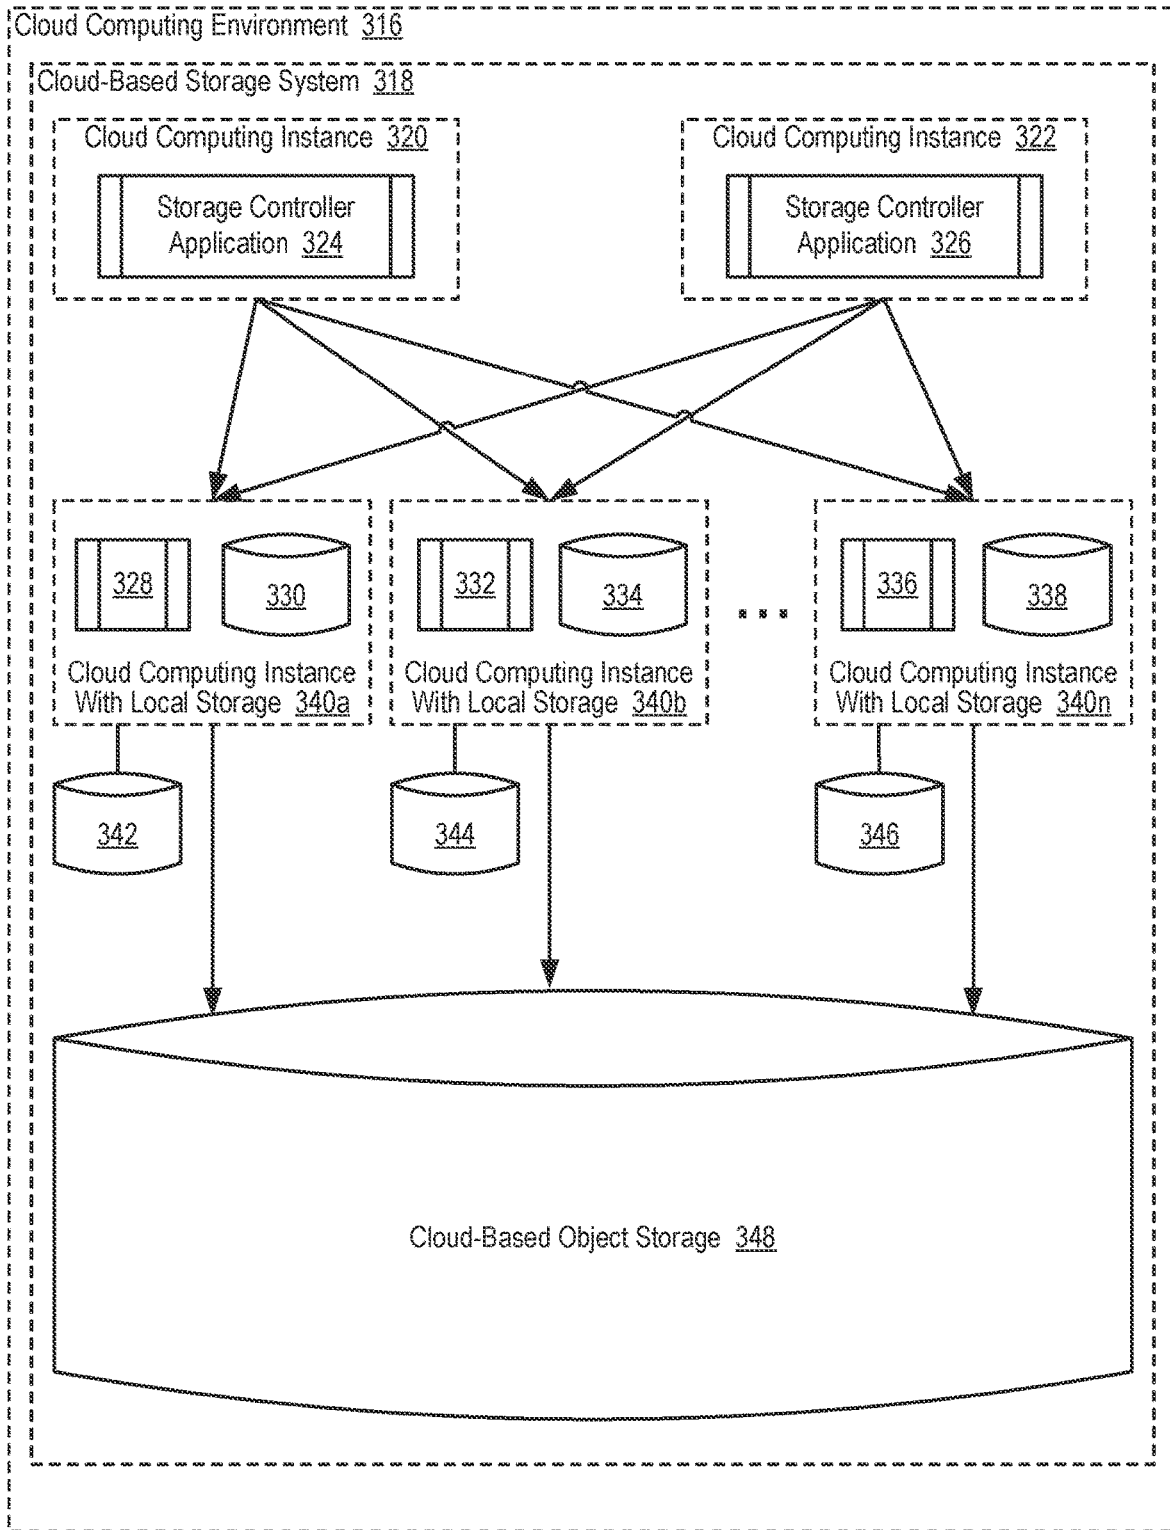 Cloud Computing Environment 316
Cloud-Based Storage System 318
Cloud Computing Instance 320
Storage Controller
Application 324
Cloud Computing Instance 322
Storage Controller
Application 326
328
330
Cloud Computing Instance
With Local Storage 340a
332
334
Cloud Computing Instance
With Local Storage 340b
...
336
338
Cloud Computing Instance
With Local Storage 340n
342
344
346
Cloud-Based Object Storage 348